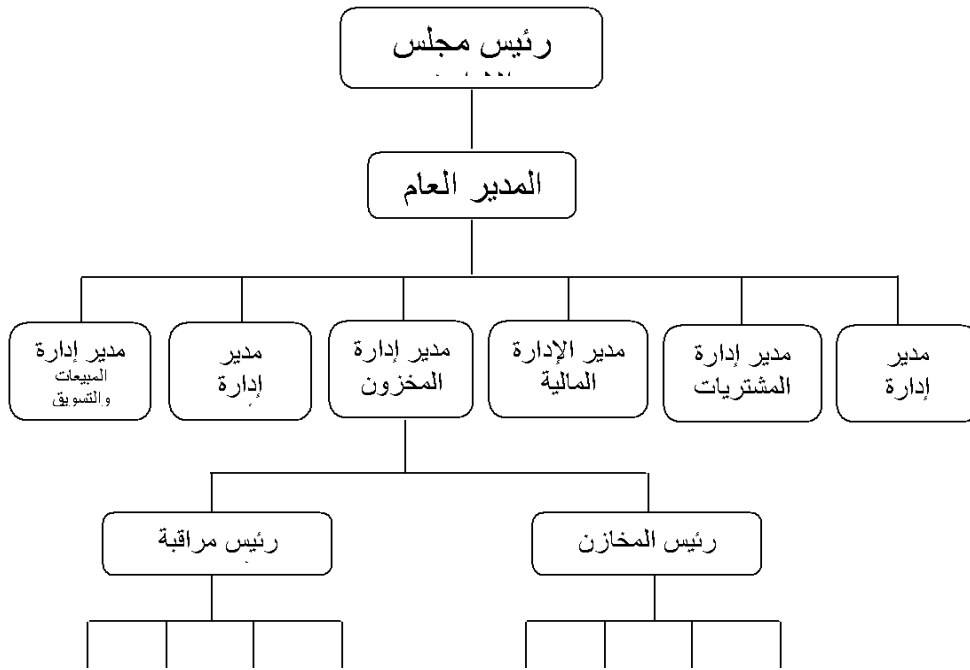 رئيس مجلس
المدير العام
مدير
إدارة
مدير إدارة
المشتريات
مدير الإدارة
المالية
مدير إدارة
المخزون
مدير
إدارة
مدير إدارة
المبيعات
والتسويق
رئيس المخازن
رئيس مراقبة